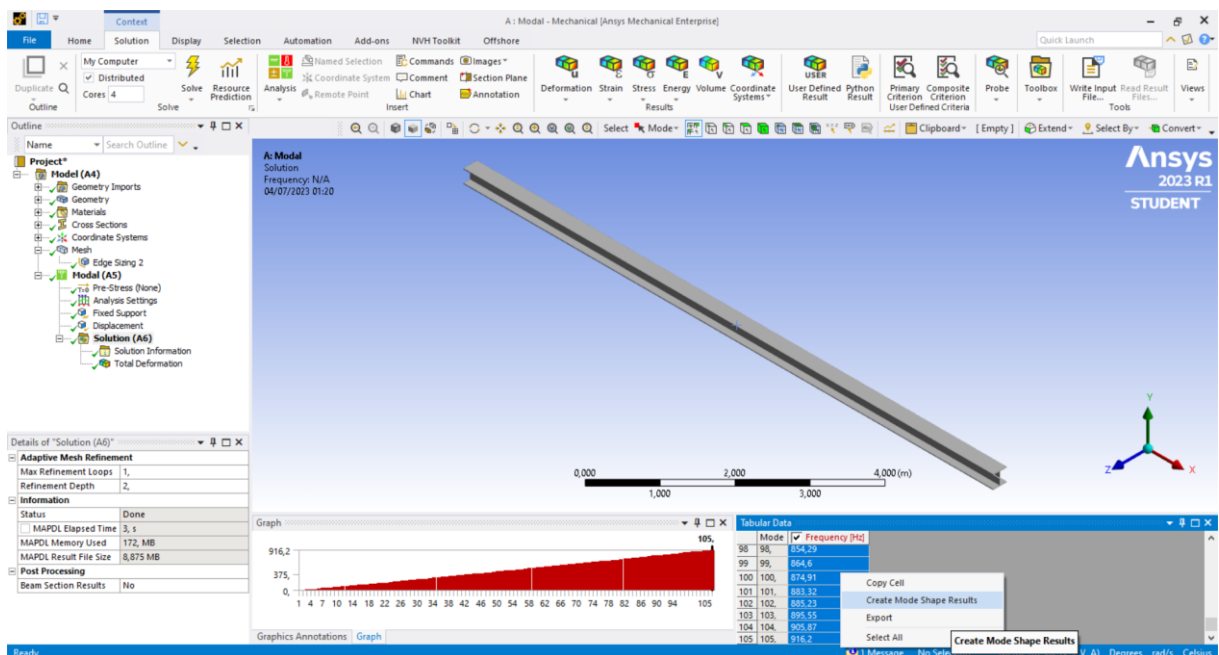 Context
A : Modal - Mechanical [Ansys Mechanical Enterprise]
File Home Solution Display Selection Automation Add-ons NVH Toolkit Offshore
Quick Launch
Duplicate
Outline
My Computer
Distributed
Cores 4
Solve
Resource Prediction
Solve
Analysis
Named Selection
Coordinate System
Remote Point
Commands
Comment
Chart
Images
Section Plane
Annotation
Insert
Deformation Strain Stress Energy Volume Coordinate Systems
User Defined Result
Python Result
Results
Primary Criterion
Composite Criterion
User Defined Criteria
Probe
Toolbox
Write Input File...
Read Result Files...
Tools
Views
Outline
Name
Search Outline
Select Mode Clipboard [ Empty ] Extend Select By Convert
Project*
Model (A4)
Geometry Imports
Geometry
Materials
Cross Sections
Coordinate Systems
Mesh
Edge Sizing 2
Modal (A5)
Pre-Stress (None)
Analysis Settings
Fixed Support
Displacement
Solution (A6)
Solution Information
Total Deformation
A: Modal
Solution
Frequency: N/A
04/07/2023 01:20
Ansys
2023 R1
STUDENT
0,000 2,000 4,000 (m)
1,000 3,000
Y
Z X
Details of "Solution (A6)"
Adaptive Mesh Refinement
Max Refinement Loops 1,
Refinement Depth 2,
Information
Status Done
MAPDL Elapsed Time 3, s
MAPDL Memory Used 172, MB
MAPDL Result File Size 8,875 MB
Post Processing
Beam Section Results No
Graph
105,
916,2
375,
0,
1 4 7 10 14 18 22 26 30 34 38 42 46 50 54 58 62 66 70 74 78 82 86 90 94 105
Graphics Annotations Graph
Tabular Data
Mode Frequency [Hz]
98 98, 854,29
99 99, 864,6
100 100, 874,91
101 101, 883,32
102 102, 885,23
103 103, 895,55
104 104, 905,87
105 105, 916,2
Copy Cell
Create Mode Shape Results
Export
Select All
Create Mode Shape Results
Ready
1 Message No Sele
Degrees rad/s Celsius